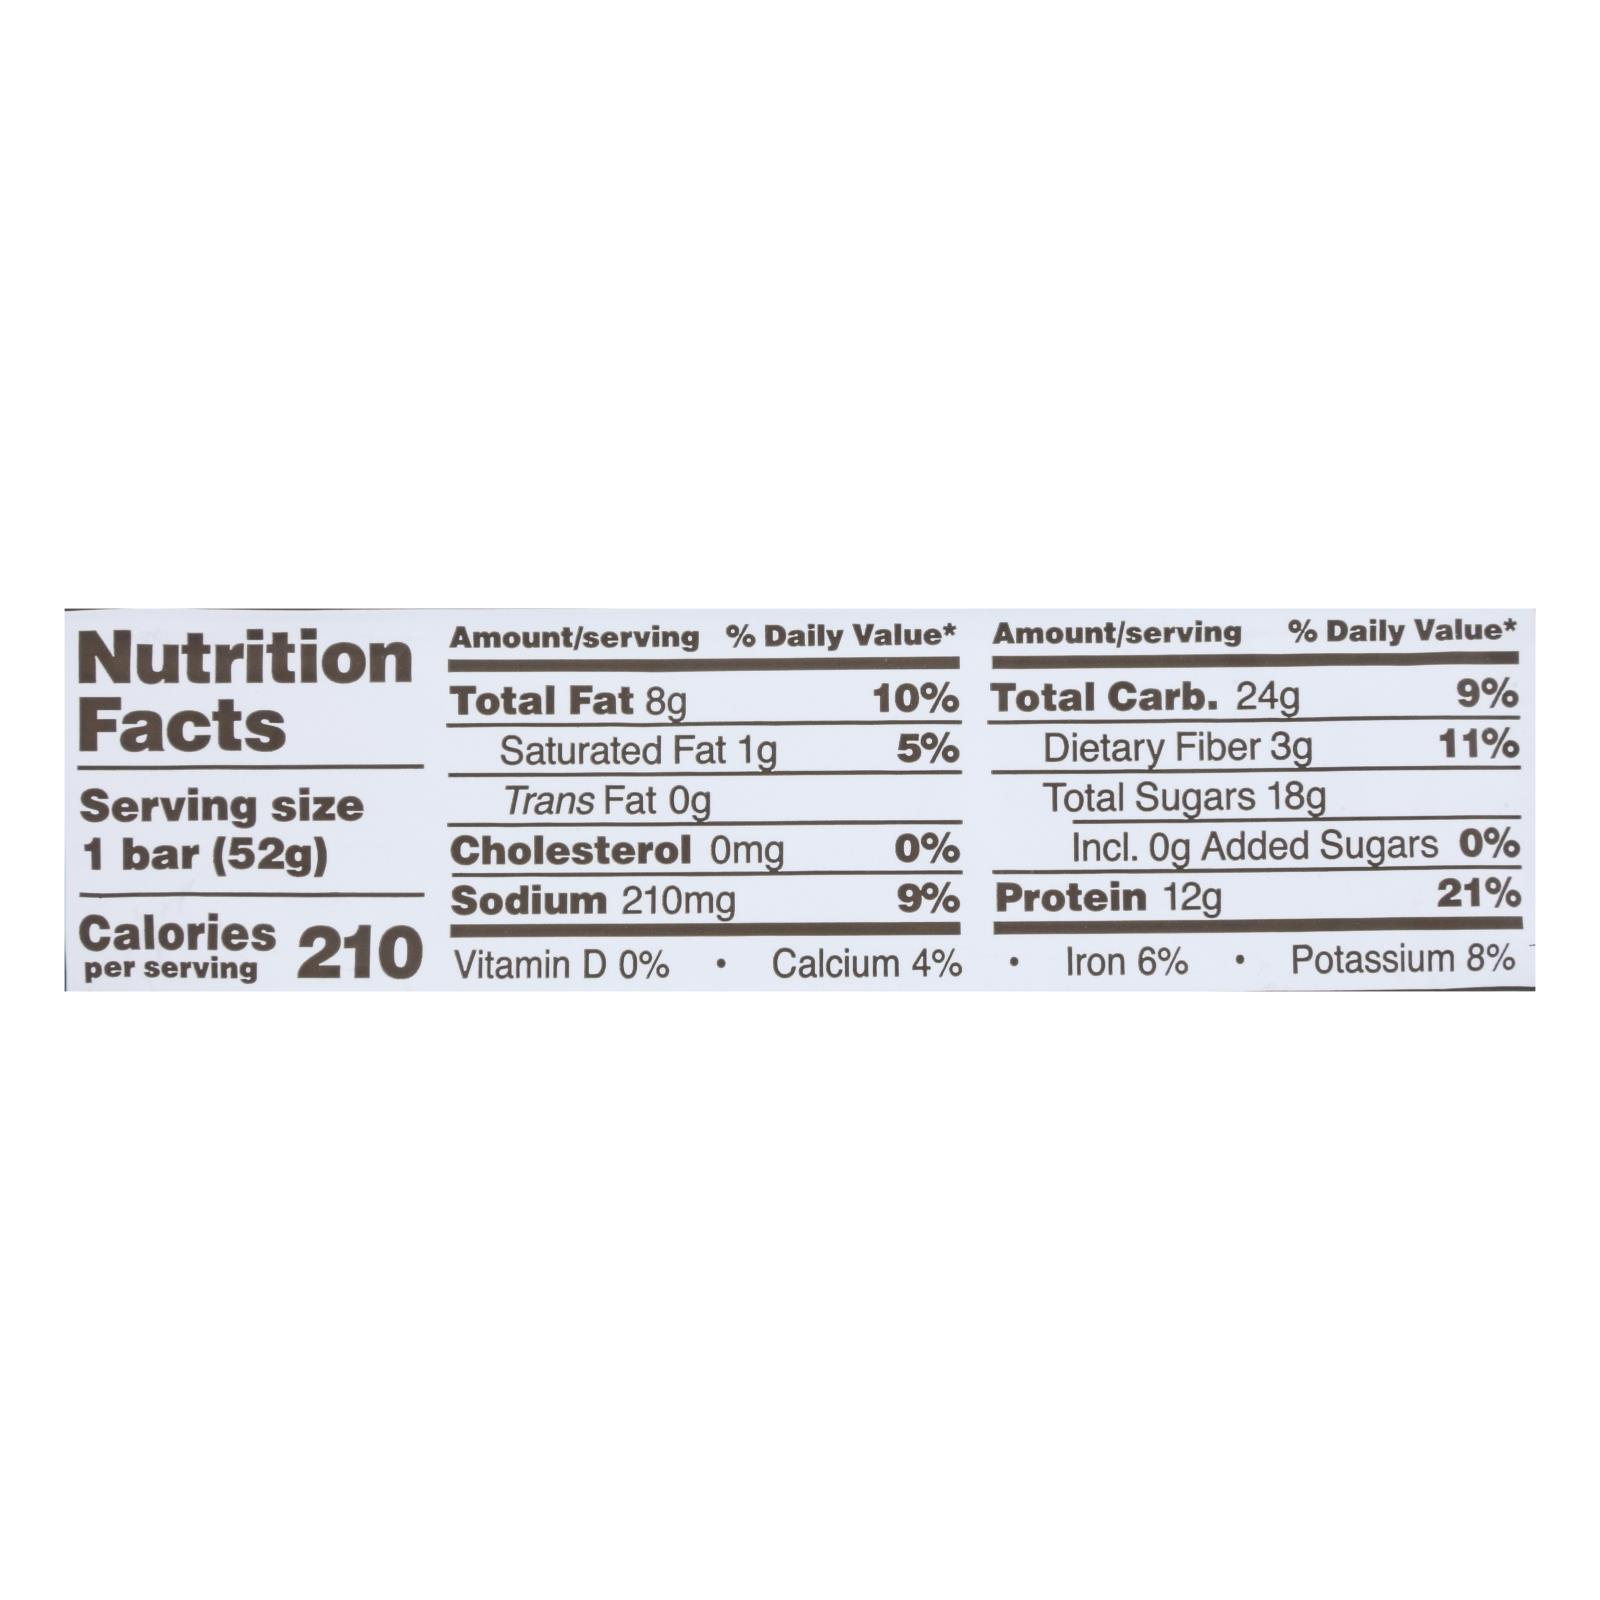 Nutrition
Facts
Serving size
1 bar (52g)
Calories
per serving 210
Amount/serving % Daily Value*
Total Fat 8g 10%
Saturated Fat 1g 5%
Trans Fat 0g
Cholesterol 0mg 0%
Sodium 210mg 9%
Amount/serving % Daily Value*
Total Carb. 24g 9%
Dietary Fiber 3g 11%
Total Sugars 18g
Incl. 0g Added Sugars 0%
Protein 12g 21%
Vitamin D 0% • Calcium 4% • Iron 6% • Potassium 8%